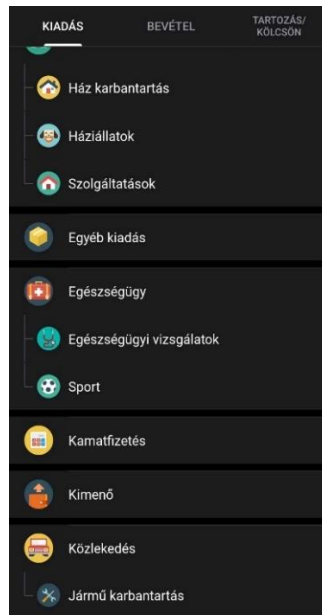 KIADÁS
BEVÉTEL
TARTOZÁS/
KÖLCSÖN
Ház karbantartás
Háziállatok
Szolgáltatások
Egyéb kiadás
Egészségügy
Egészségügyi vizsgálatok
Sport
Kamatfizetés
Kimenő
Közlekedés
Jármű karbantartás